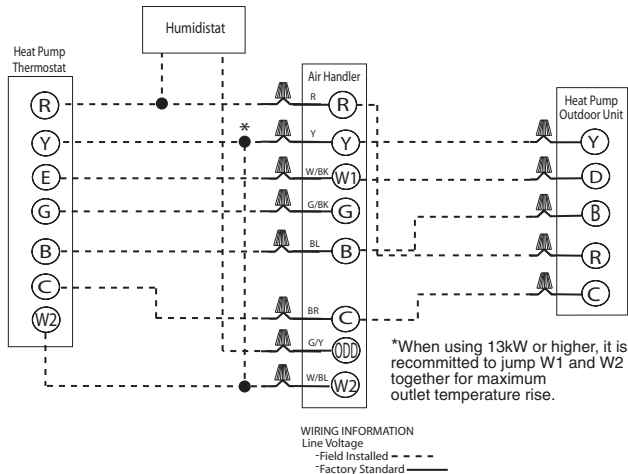 Humidistat
Heat Pump
Thermostat
Air Handler
Heat Pump
Outdoor Unit
R
R
R
Y
*
Y
Y
Y
E
W/BK
W1
D
G
G/BK
G
B
B
BL
B
R
C
BR
C
C
W2
G/Y
ODD
W/BL
W2
*When using 13kW or higher, it is
recommitted to jump W1 and W2
together for maximum
outlet temperature rise.
WIRING INFORMATION
Line Voltage
-Field Installed
-Factory Standard